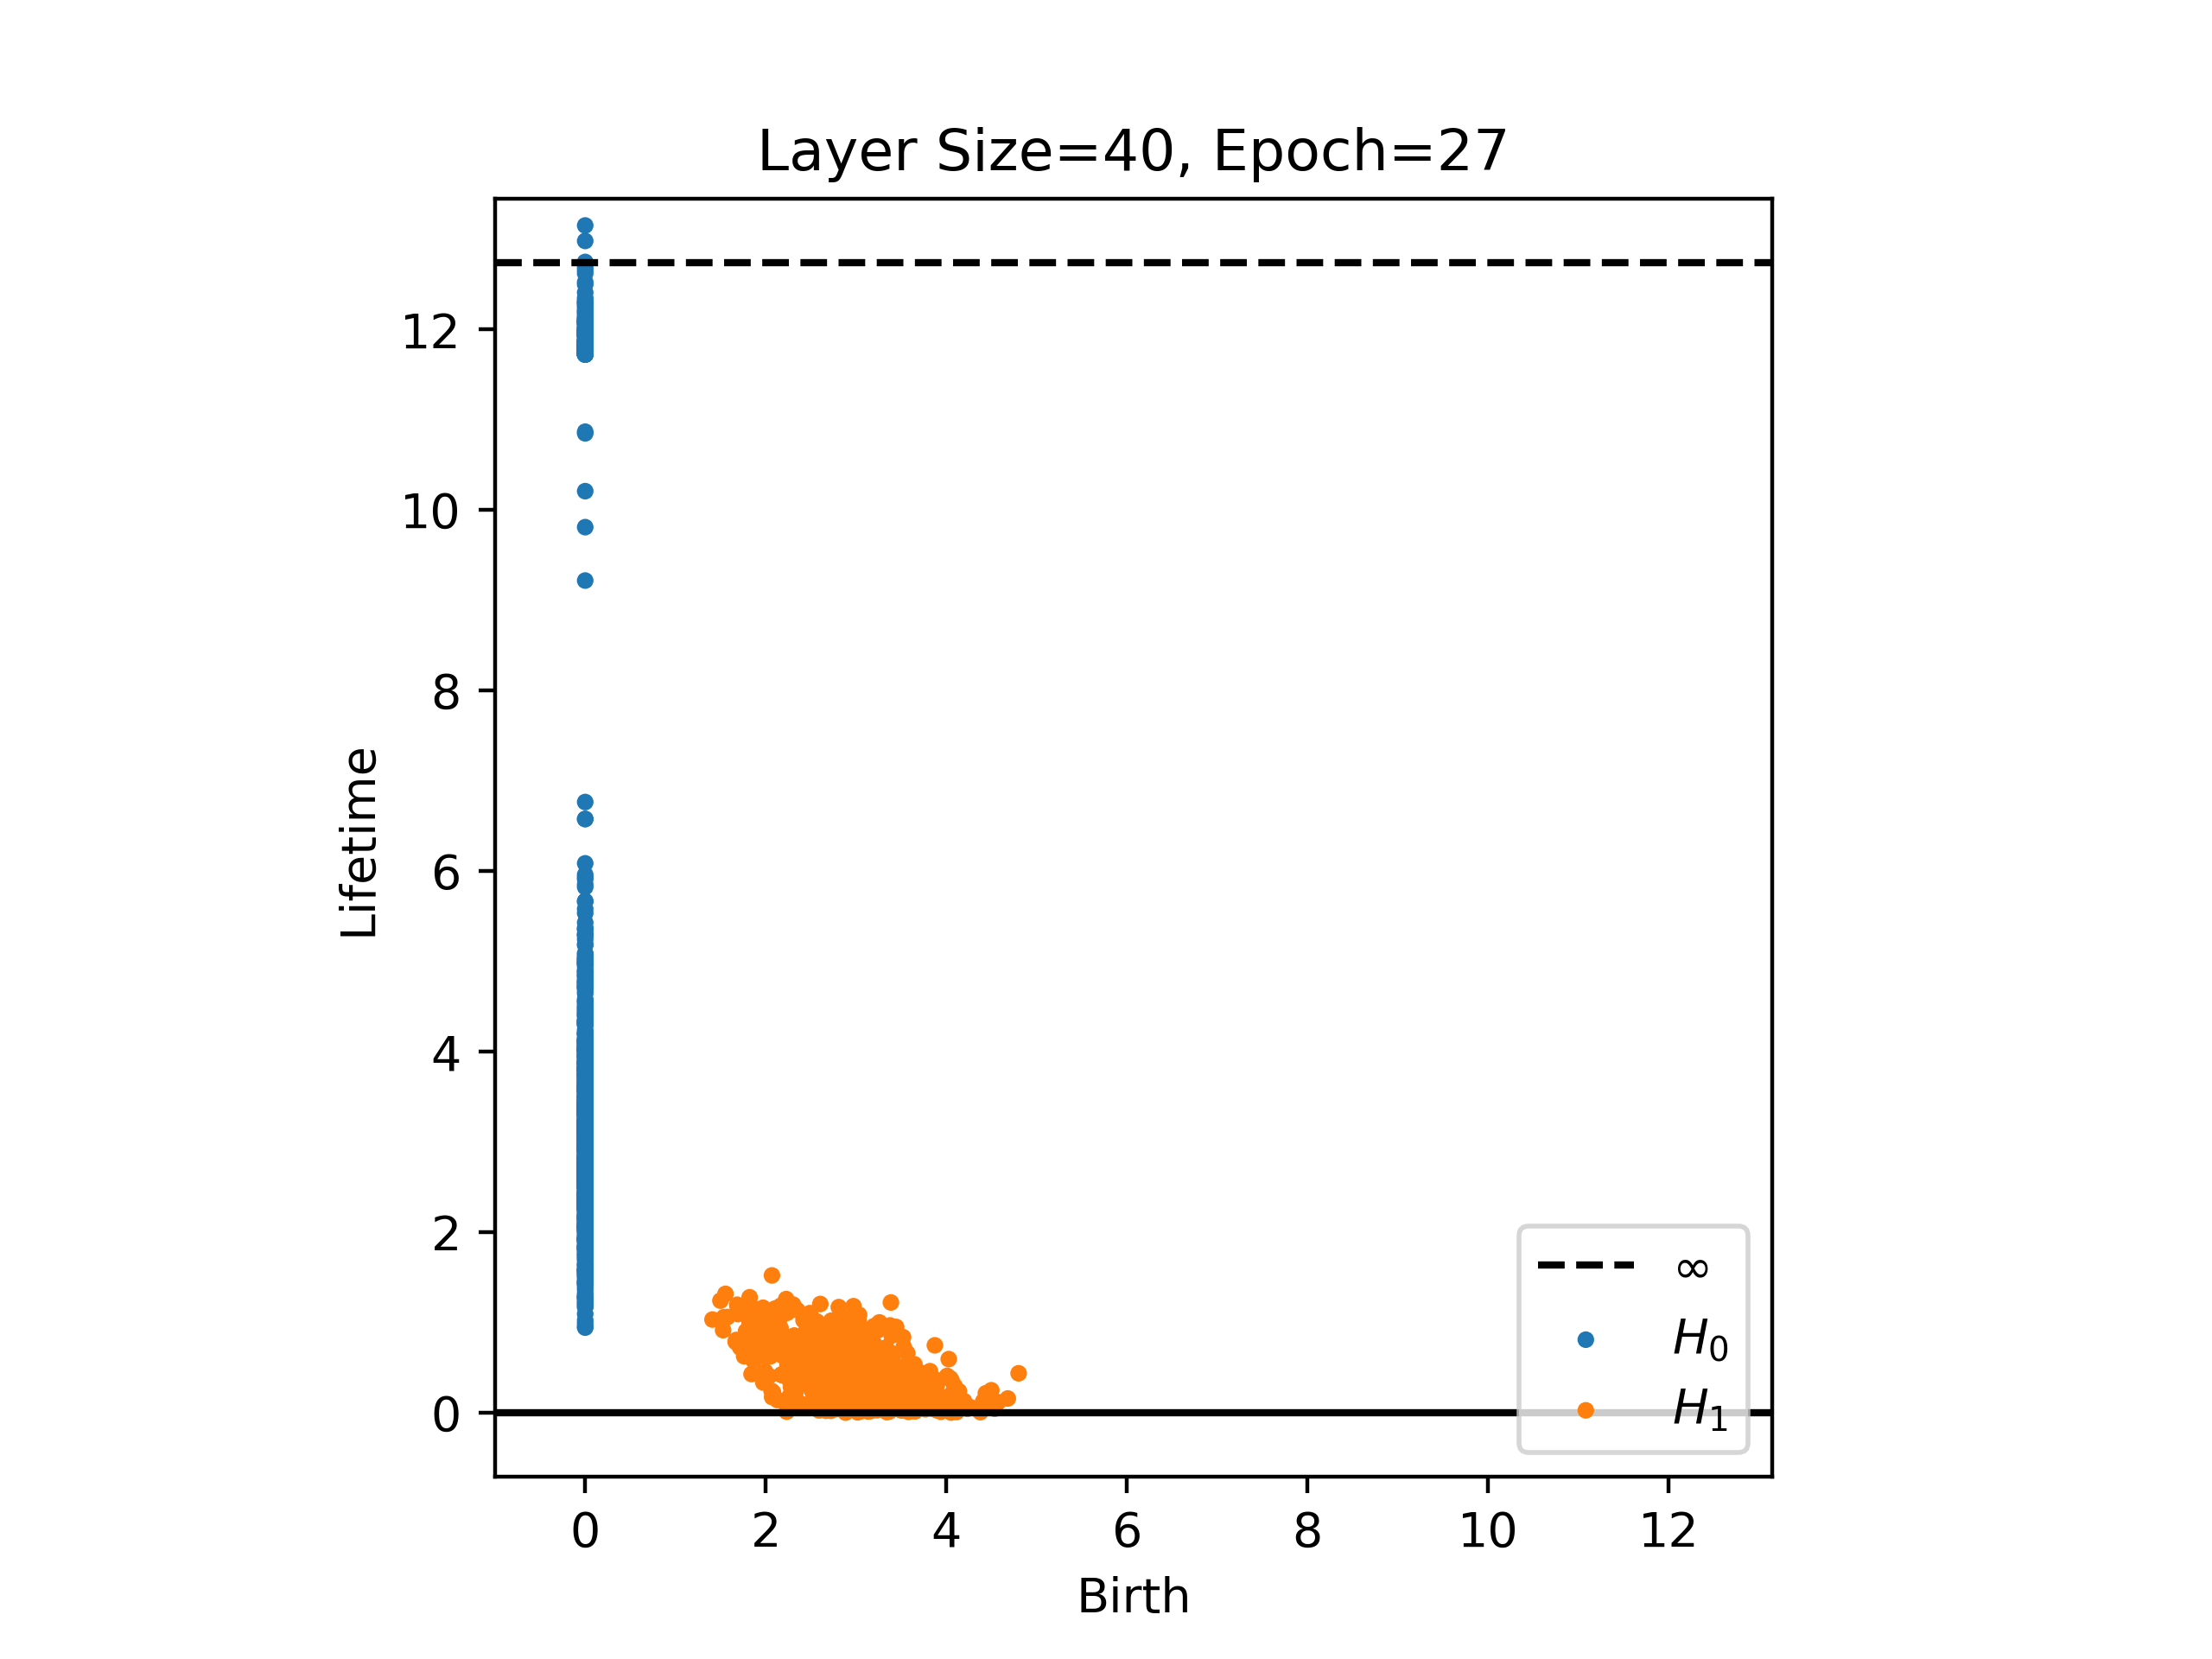 Layer Size=40, Epoch=27
12
10
8
6
4
2
0
Lifetime
∞
H₀
H₁
0 2 4 6 8 10 12
Birth